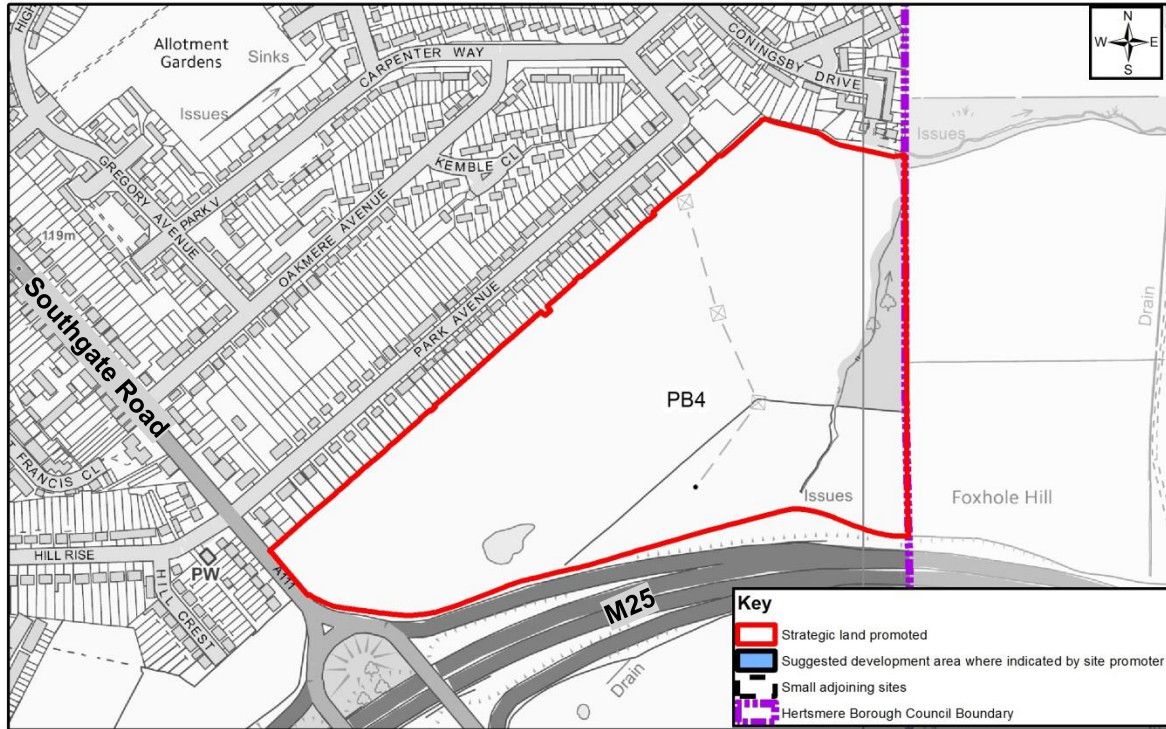 HIGH
Allotment
Gardens
Sinks
Issues
CARPENTER WAY
CONINGSBY DRIVE
N
W E
S
Issues
GREGORY AVENUE
PARK V
KEMBLE CL
OAKMERE AVENUE
119m
Southgate Road
PARK AVENUE
Drain
PB4
FRANCIS CL
Issues
Foxhole Hill
HILL RISE
PW
A111
HILL CREST
M25
Drain
Key
Strategic land promoted
Suggested development area where indicated by site promoter
Small adjoining sites
Hertsmere Borough Council Boundary